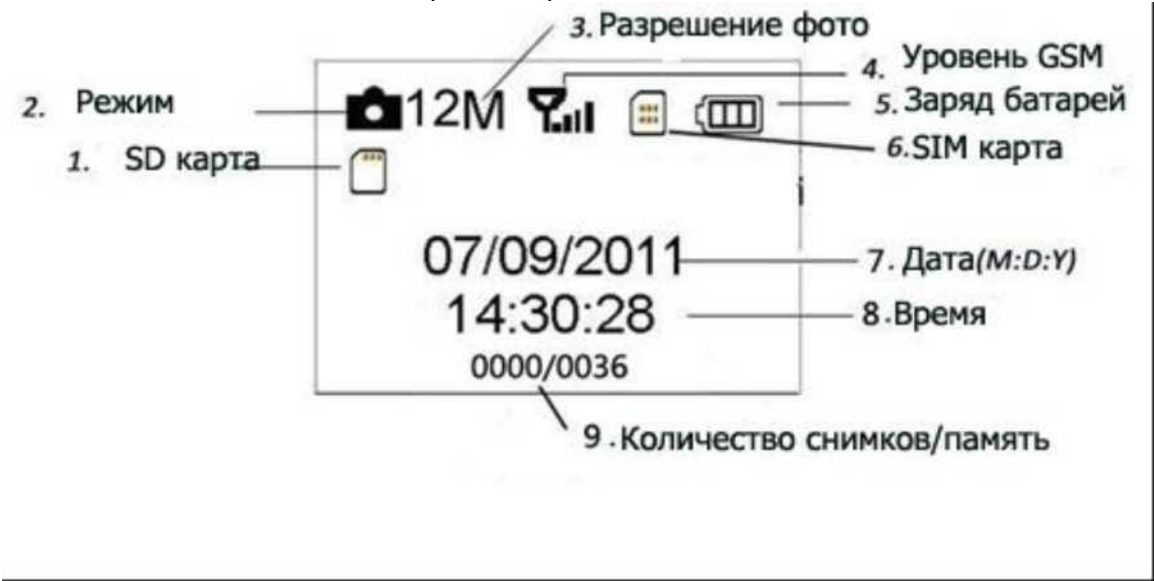 3. Разрешение фото
4. Уровень GSM
2. Режим
12M
5. Заряд батарей
1. SD карта
6.SIM карта
i
07/09/2011
7. Дата(M:D:Y)
14:30:28
8.Время
0000/0036
9.Количество снимков/память